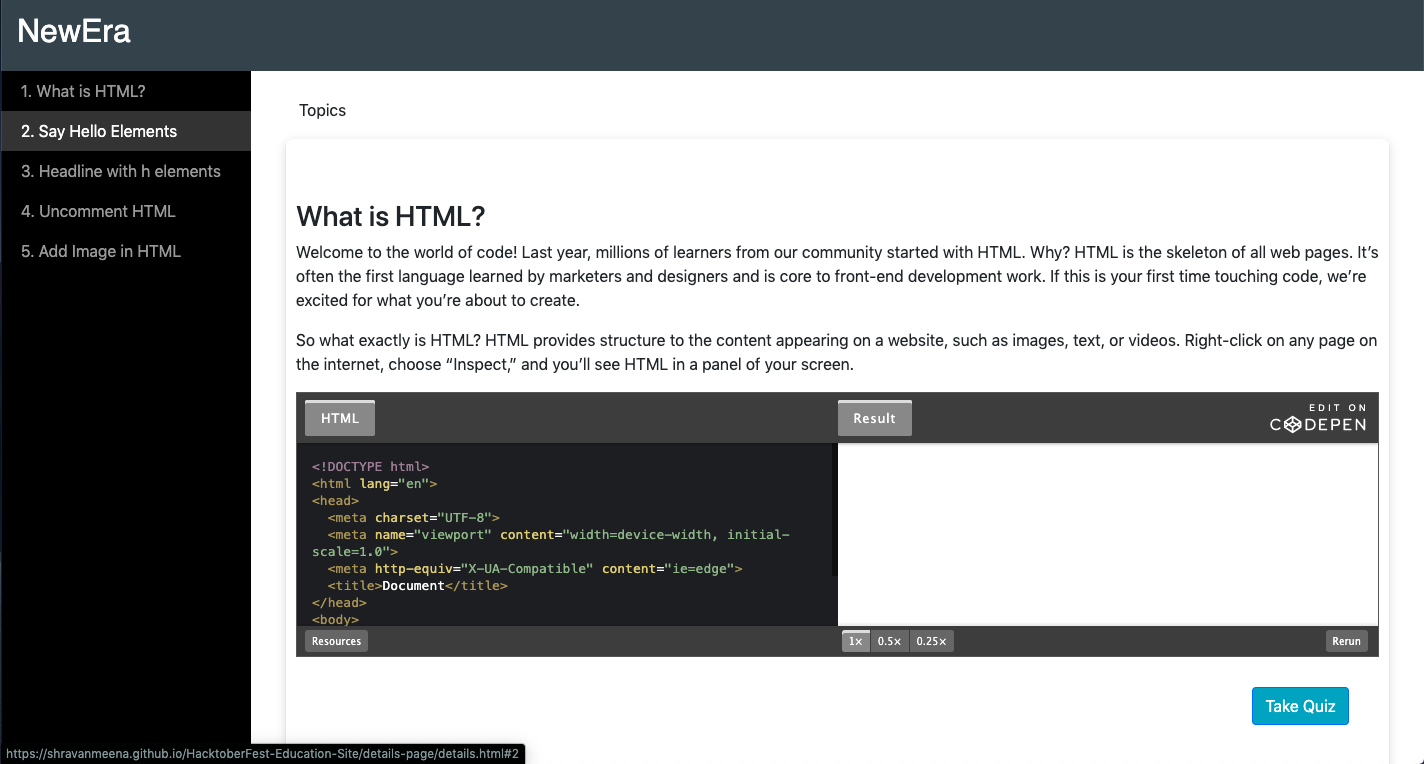 NewEra
1. What is HTML?
2. Say Hello Elements
3. Headline with h elements
4. Uncomment HTML
5. Add Image in HTML
Topics
What is HTML?
Welcome to the world of code! Last year, millions of learners from our community started with HTML. Why? HTML is the skeleton of all web pages. It’s
often the first language learned by marketers and designers and is core to front-end development work. If this is your first time touching code, we’re
excited for what you’re about to create.
So what exactly is HTML? HTML provides structure to the content appearing on a website, such as images, text, or videos. Right-click on any page on
the internet, choose “Inspect,” and you’ll see HTML in a panel of your screen.
HTML
Result
EDIT ON
CODEPEN
<!DOCTYPE html>
<html lang="en">
<head>
<meta charset="UTF-8">
<meta name="viewport" content="width=device-width, initial-
scale=1.0">
<meta http-equiv="X-UA-Compatible" content="ie=edge">
<title>Document</title>
</head>
<body>
Resources
1×
0.5×
0.25×
Rerun
Take Quiz
https://shravanmeena.github.io/HacktoberFest-Education-Site/details-page/details.html#2